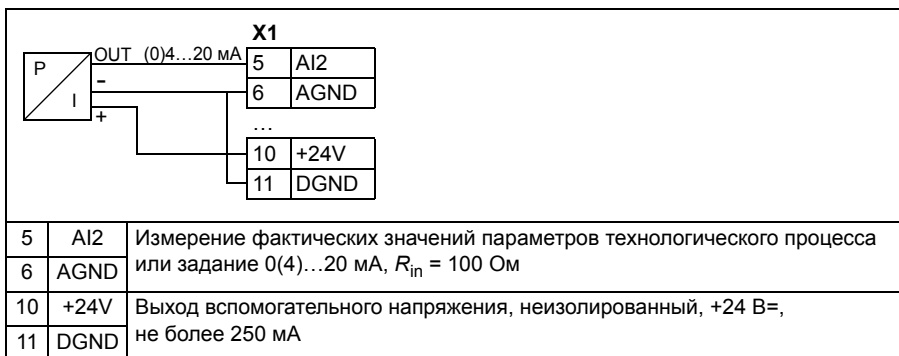 X1
OUT (0)4…20 мА
P
I
-
+
5 AI2
6 AGND
…
10 +24V
11 DGND
5 AI2 Измерение фактических значений параметров технологического процесса
6 AGND или задание 0(4)…20 мА, Rin = 100 Ом
10 +24V Выход вспомогательного напряжения, неизолированный, +24 В=,
11 DGND не более 250 мА